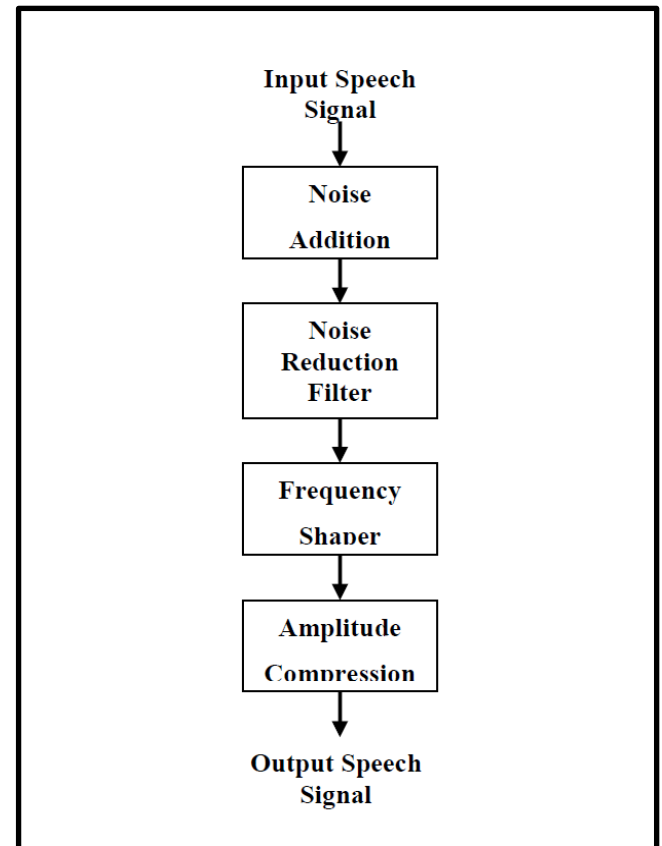 Input Speech
Signal
Noise
Addition
Noise
Reduction
Filter
Frequency
Shaper
Amplitude
Compression
Output Speech
Signal